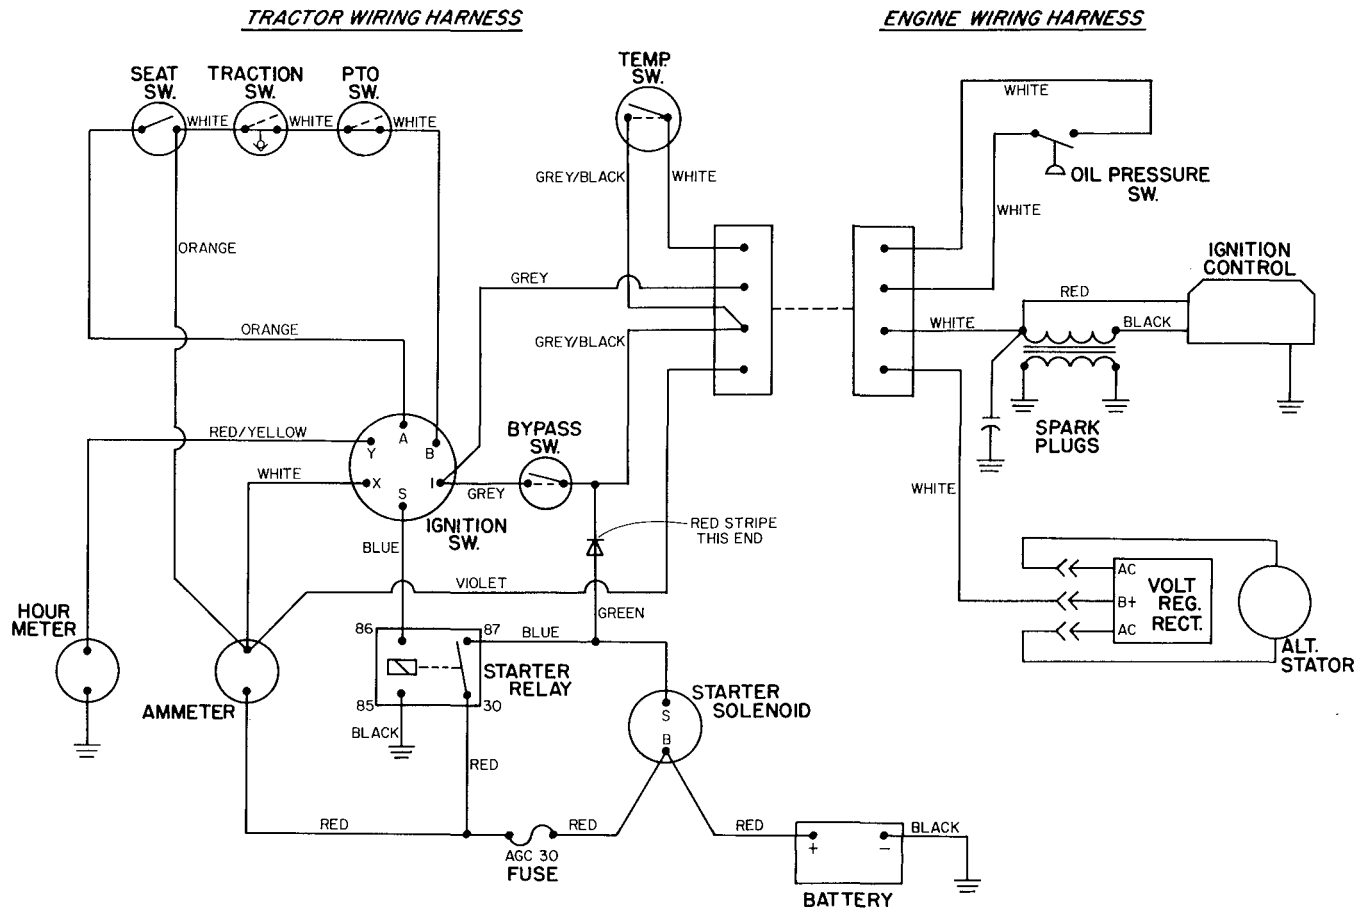 TRACTOR WIRING HARNESS
ENGINE WIRING HARNESS
SEAT
SW.
TRACTION
SW.
PTO
SW.
TEMP.
SW.
WHITE
WHITE
WHITE
WHITE
OIL PRESSURE
SW.
GREY/BLACK
WHITE
WHITE
ORANGE
IGNITION
CONTROL
GREY
RED
ORANGE
GREY/BLACK
WHITE
BLACK
SPARK
PLUGS
RED/YELLOW
A
Y
B
BYPASS
SW.
WHITE
X
S
I
GREY
WHITE
IGNITION
SW.
RED STRIPE
THIS END
BLUE
VIOLET
AC
B+
AC
VOLT
REG.
RECT.
HOUR
METER
GREEN
86
87
BLUE
ALT.
STATOR
STARTER
RELAY
STARTER
SOLENOID
AMMETER
85
30
S
B
BLACK
RED
RED
RED
RED
BLACK
AGC 30
FUSE
+
-
BATTERY